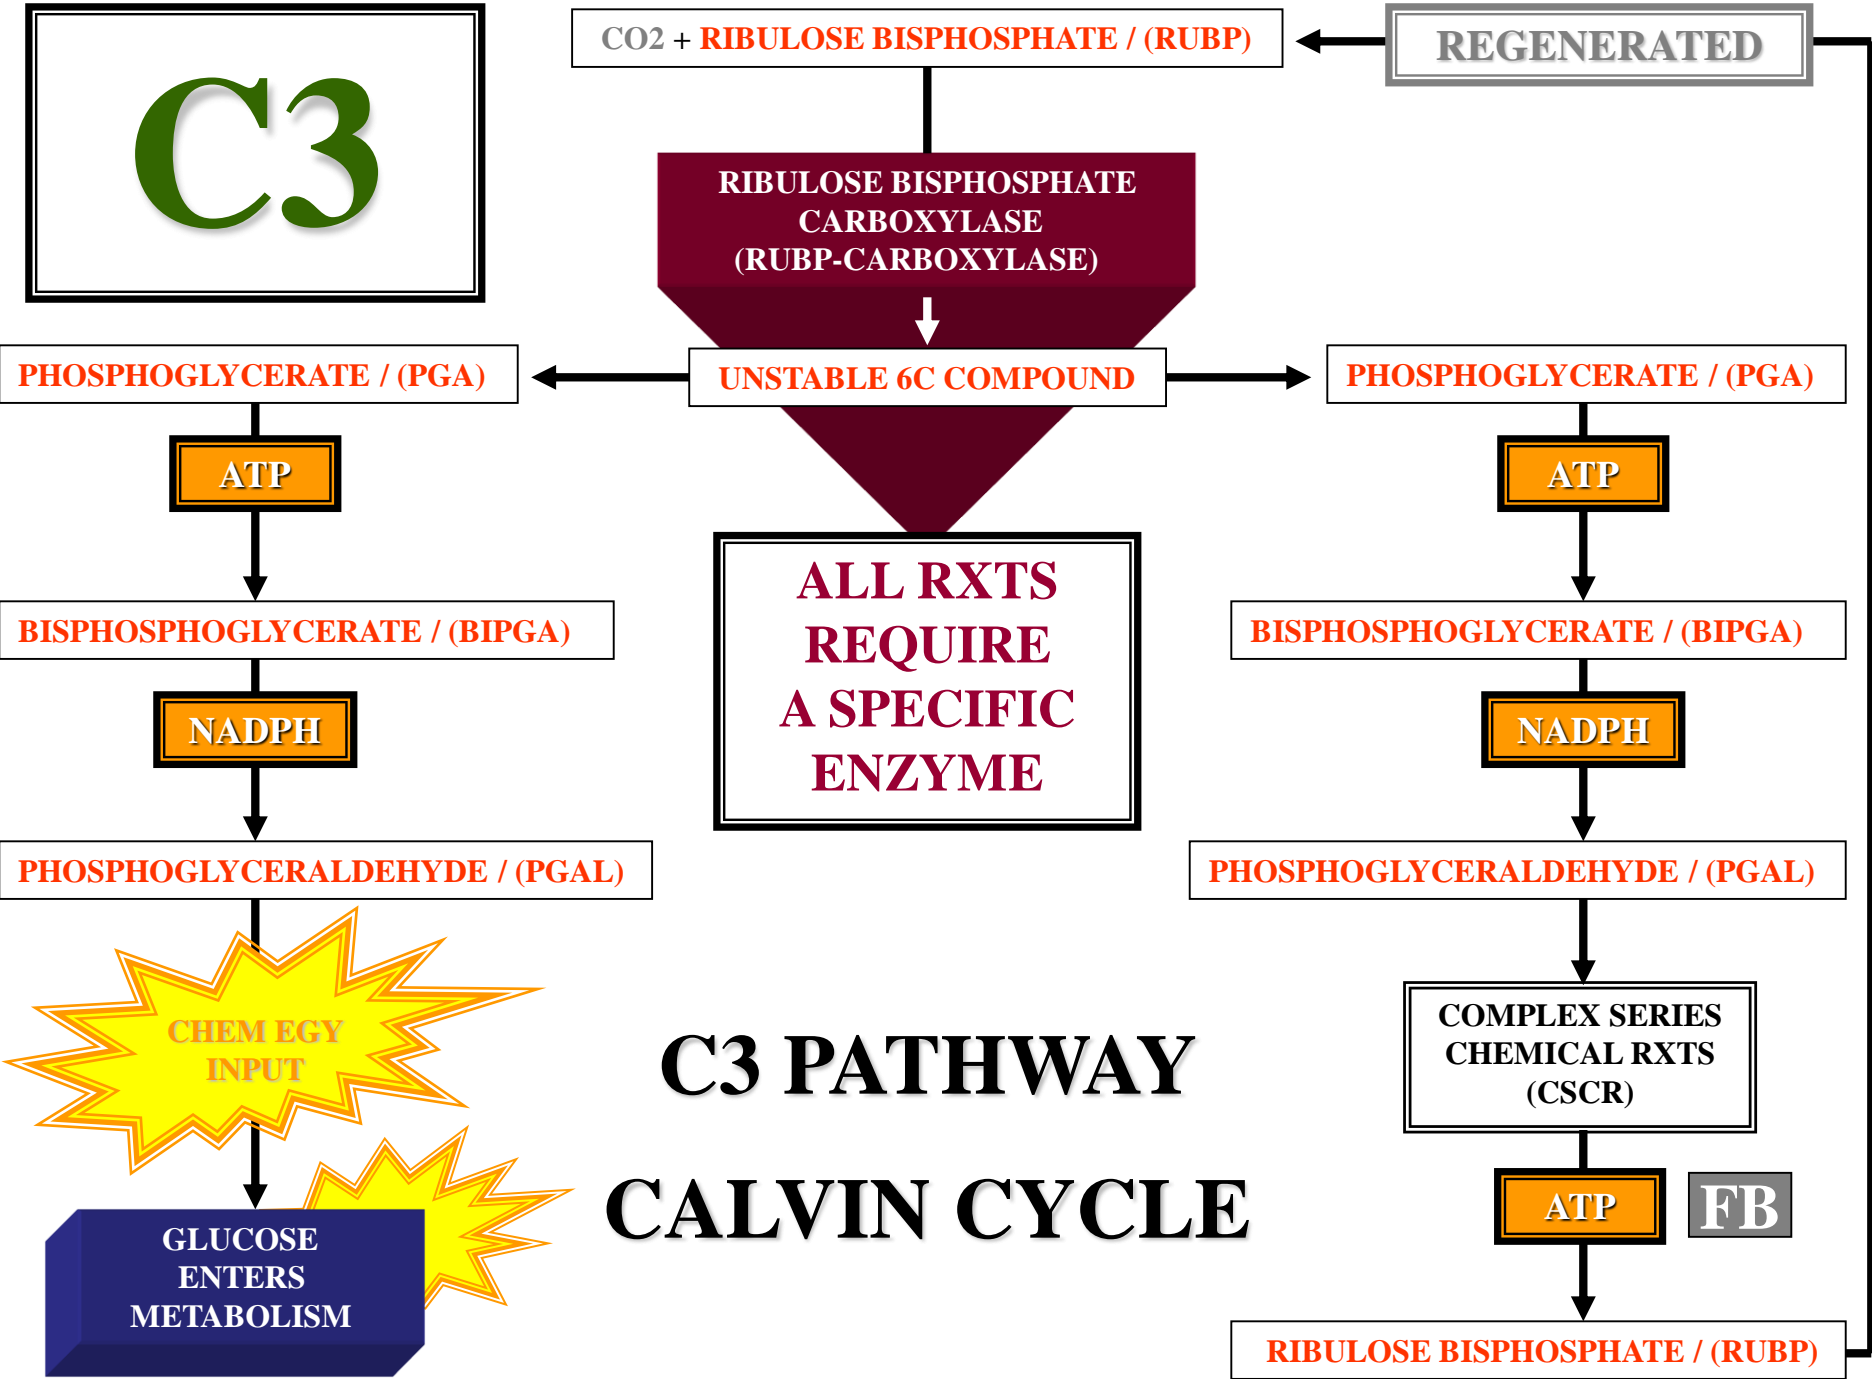 C3
CO2 + RIBULOSE BISPHOSPHATE / (RUBP)
REGENERATED
RIBULOSE BISPHOSPHATE
CARBOXYLASE
(RUBP-CARBOXYLASE)
PHOSPHOGLYCERATE / (PGA)
UNSTABLE 6C COMPOUND
PHOSPHOGLYCERATE / (PGA)
ATP
ATP
ALL RXTS
REQUIRE
A SPECIFIC
ENZYME
BISPHOSPHOGLYCERATE / (BIPGA)
BISPHOSPHOGLYCERATE / (BIPGA)
NADPH
NADPH
PHOSPHOGLYCERALDEHYDE / (PGAL)
PHOSPHOGLYCERALDEHYDE / (PGAL)
CHEM EGY
INPUT
C3 PATHWAY
CALVIN CYCLE
COMPLEX SERIES
CHEMICAL RXTS
(CSCR)
ATP
FB
GLUCOSE
ENTERS
METABOLISM
RIBULOSE BISPHOSPHATE / (RUBP)